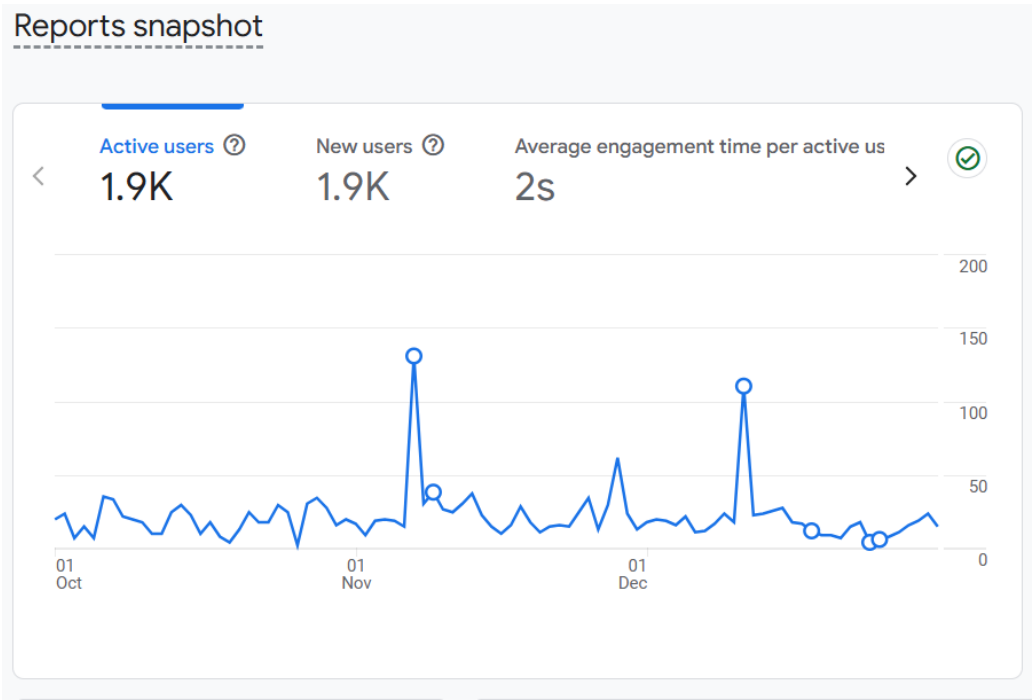 Reports snapshot
Active users
1.9K
New users
1.9K
Average engagement time per active us
2s
200
150
100
50
0
01
Oct
01
Nov
01
Dec